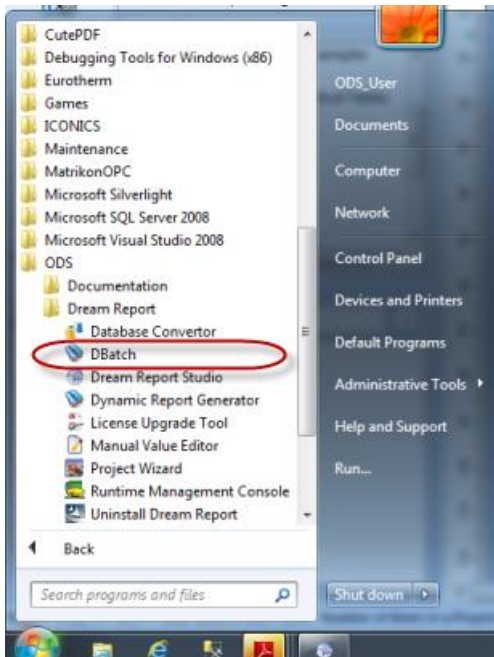 CutePDF
Debugging Tools for Windows (x86)
Eurotherm
Games
ICONICS
Maintenance
MatrikonOPC
Microsoft Silverlight
Microsoft SQL Server 2008
Microsoft Visual Studio 2008
ODS
Documentation
Dream Report
Database Convertor
DBatch
Dream Report Studio
Dynamic Report Generator
License Upgrade Tool
Manual Value Editor
Project Wizard
Runtime Management Console
Uninstall Dream Report
Back
Search programs and files
ODS_User
Documents
Computer
Network
Control Panel
Devices and Printers
Default Programs
Administrative Tools
Help and Support
Run...
Shut down